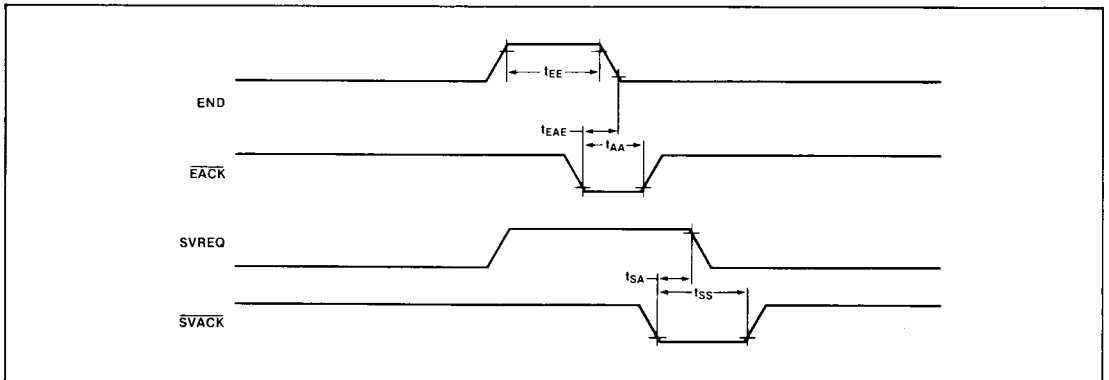 tEE
END
tEAE
tAA
EACK
SVREQ
tSA
tSS
SVACK